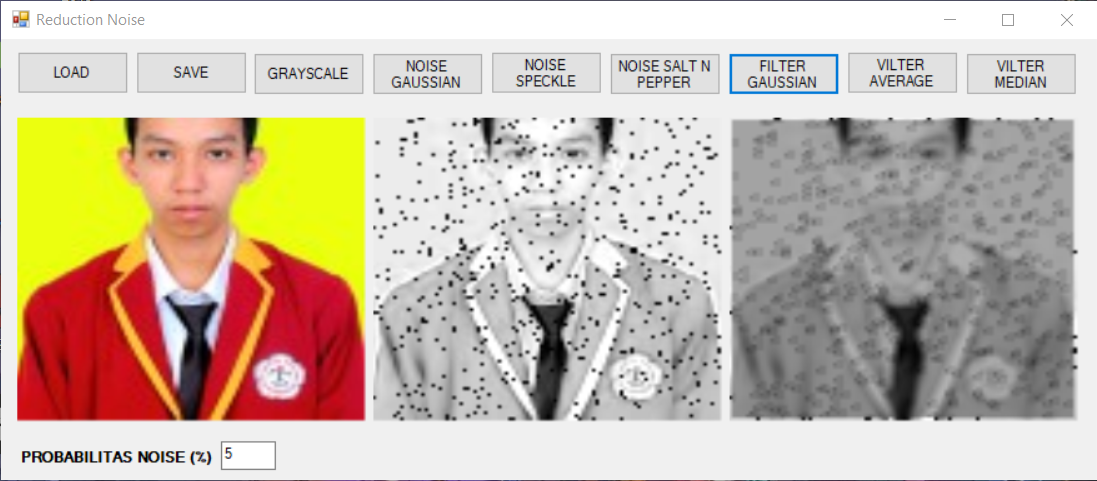 Reduction Noise
LOAD
SAVE
GRAYSCALE
NOISE
GAUSSIAN
NOISE
SPECKLE
NOISE SALT N
PEPPER
FILTER
GAUSSIAN
VILTER
AVERAGE
VILTER
MEDIAN
PROBABILITAS NOISE (%)
5